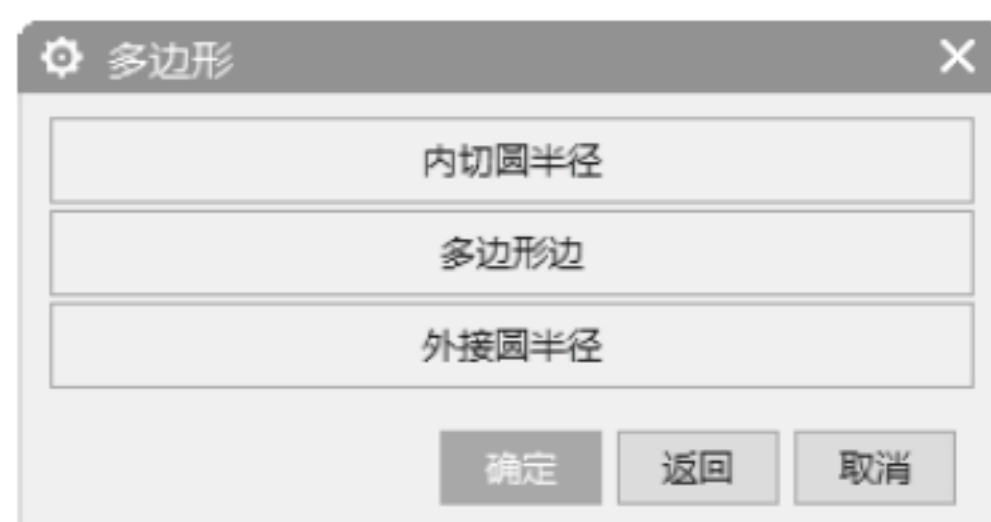 多边形
内切圆半径
多边形边
外接圆半径
确定 返回 取消